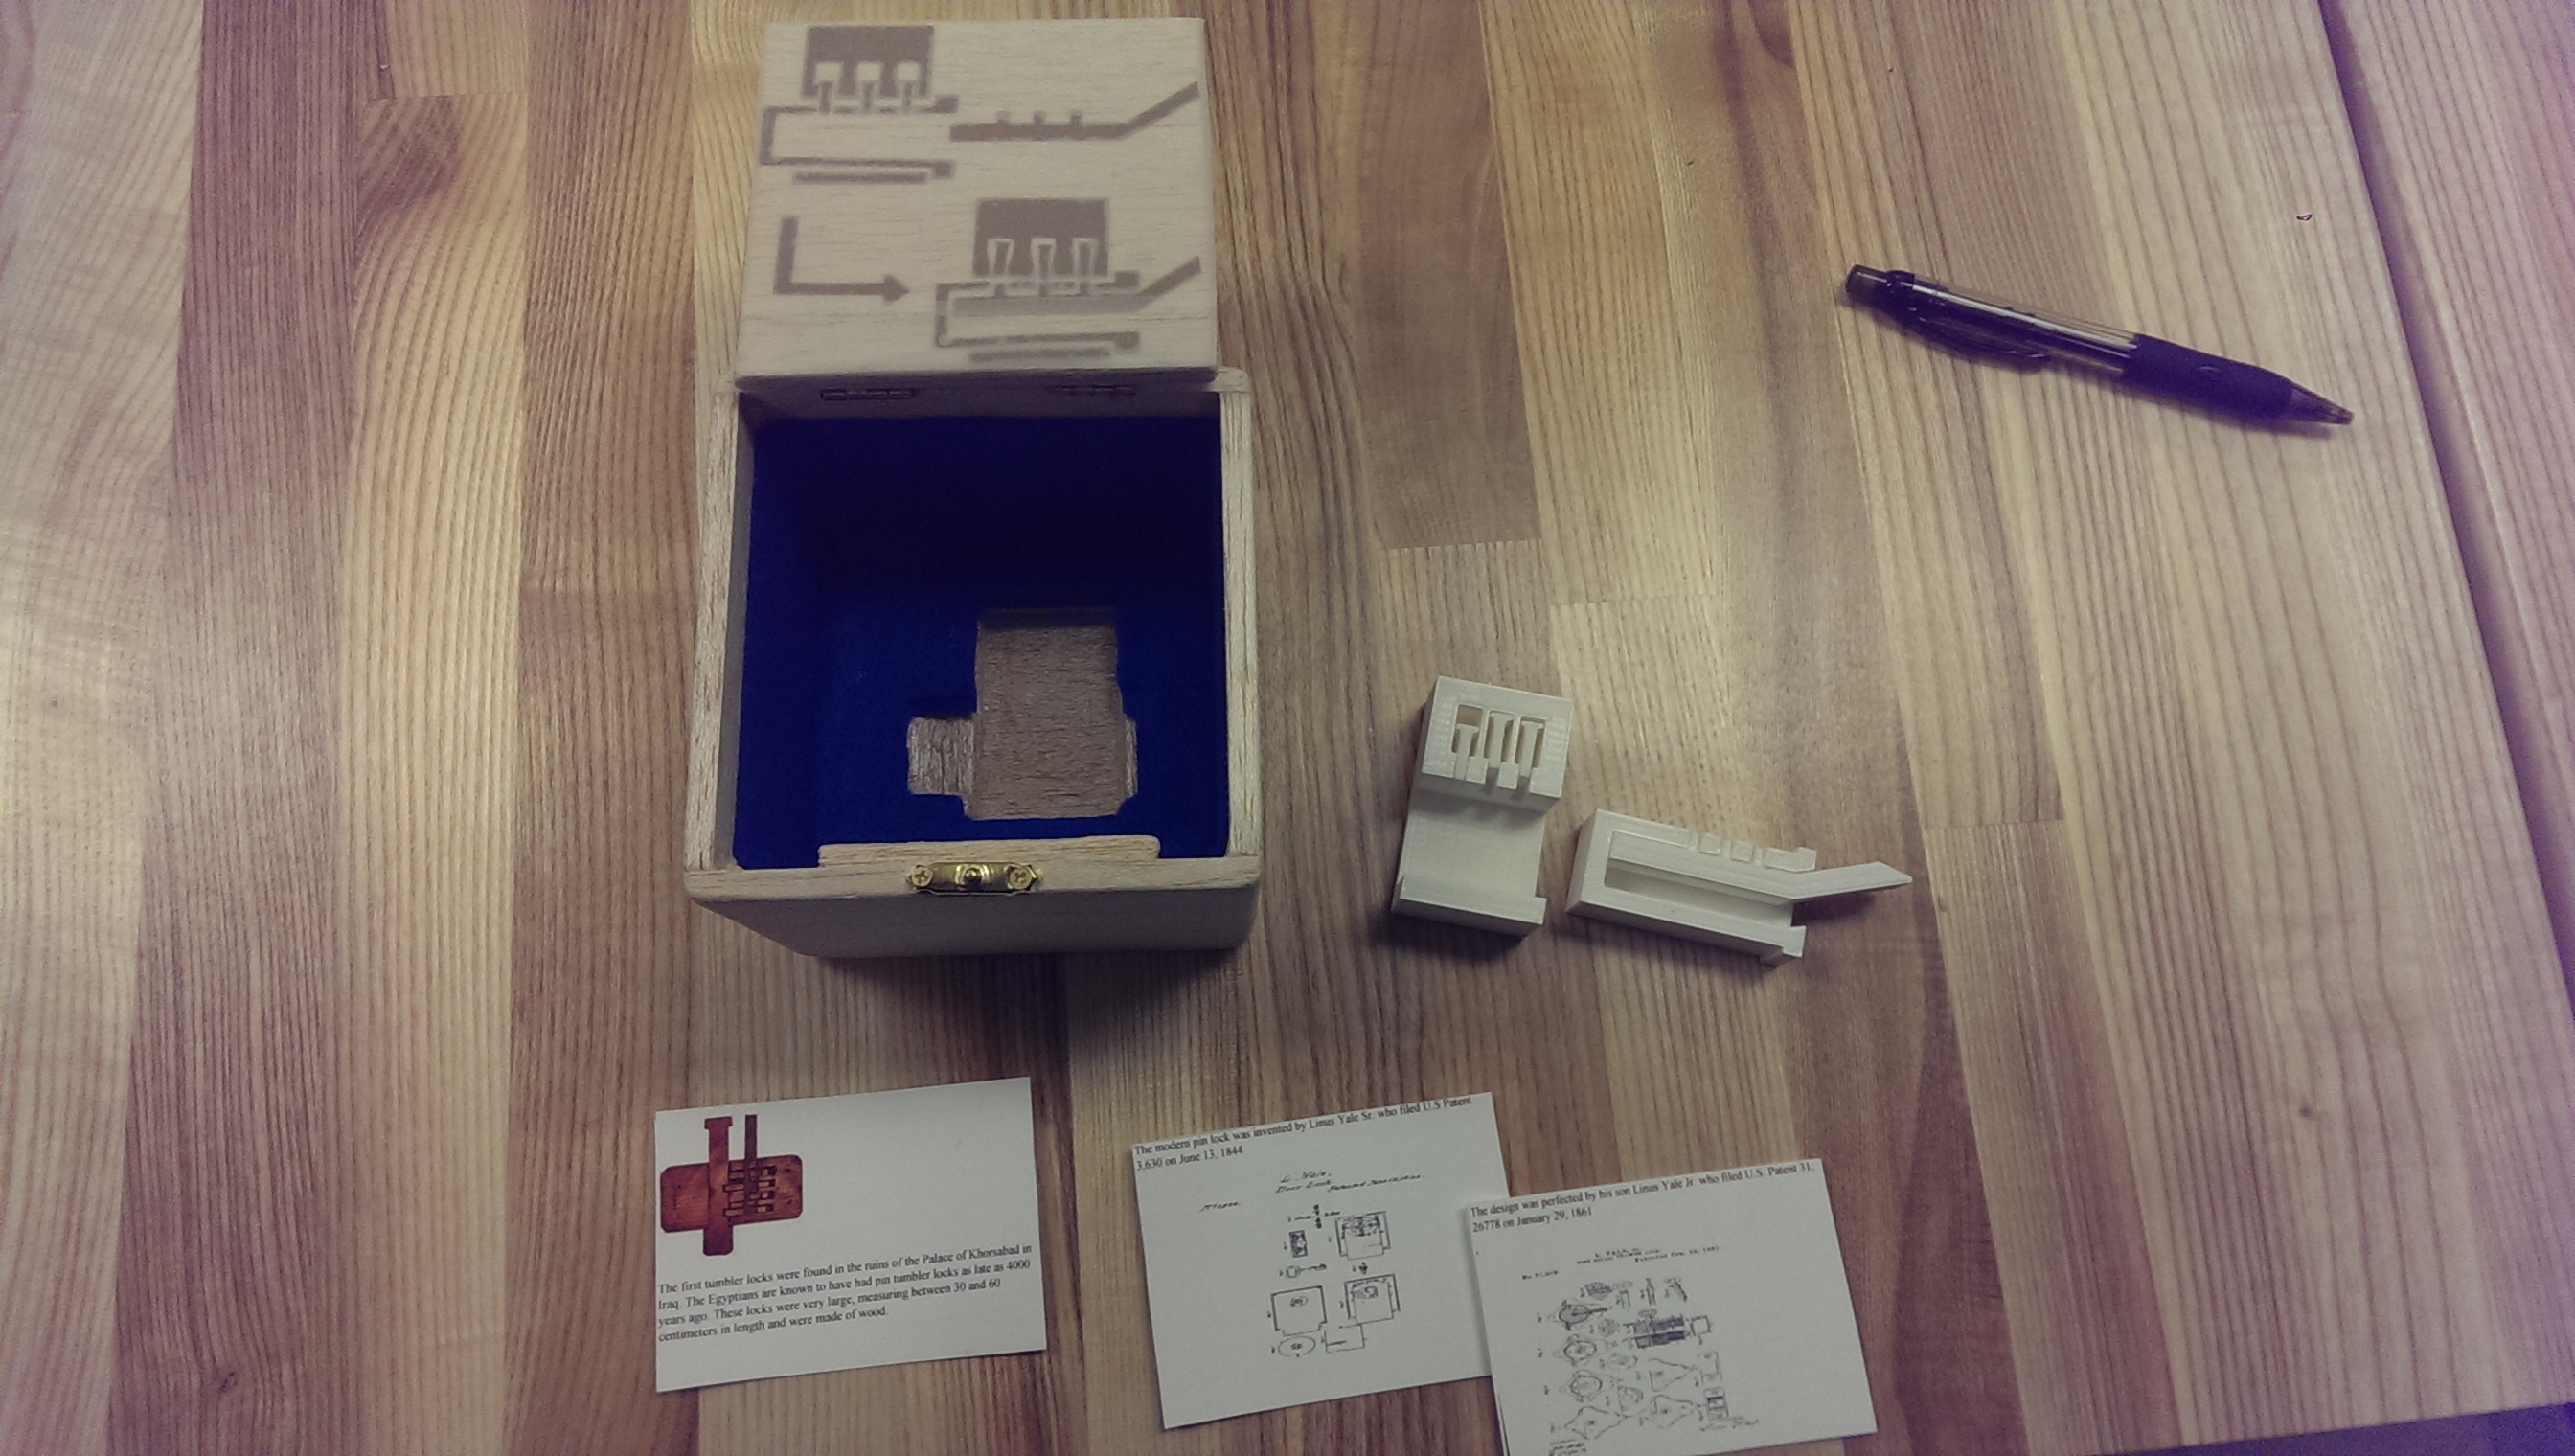 The first tumbler locks were found in the ruins of the Palace of Khorsabad in
Iraq. The Egyptians are known to have had pin tumbler locks as late as 4000
years ago. These locks were very large, measuring between 30 and 60
centimeters in length and were made of wood.
The modern pin lock was invented by Linus Yale Sr. who filed U.S Patent
3,630 on June 13, 1844
L. Yale,
Door Lock
The design was perfected by his son Linus Yale Jr. who filed U.S. Patent 31,
26778 on January 29, 1861